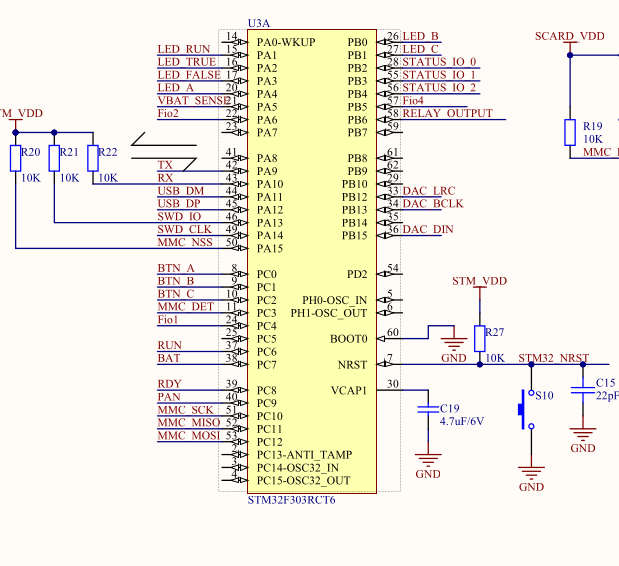 U3A
14 PA0-WKUP PB0 26 LED_B
LED_RUN 15 PA1 PB1 27 LED_C
LED_TRUE 16 PA2 PB2 28 STATUS_IO_0
LED_FALSE 17 PA3 PB3 55 STATUS_IO_1
LED_A 20 PA4 PB4 56 STATUS_IO_2
VBAT_SENSE 21 PA5 PB5 57 Fio4
Fio2 22 PA6 PB6 58 RELAY_OUTPUT
23 PA7 PB7 59
41 PA8 PB8 61
TX 42 PA9 PB9 62
RX 43 PA10 PB10 29
USB_DM 44 PA11 PB12 33 DAC_LRC
USB_DP 45 PA12 PB13 34 DAC_BCLK
SWD_IO 46 PA13 PB14 35
SWD_CLK 49 PA14 PB15 36 DAC_DIN
MMC_NSS 50 PA15
BTN_A 8 PC0 PD2 54
BTN_B 9 PC1
BTN_C 10 PC2 PH0-OSC_IN 5
MMC_DET 11 PC3 PH1-OSC_OUT 6
Fio1 24 PC4
25 PC5 BOOT0 60
RUN 37 PC6
BAT 38 PC7 NRST 7 STM32_NRST
RDY 39 PC8 VCAP1 30
PAN 40 PC9
MMC_SCK 51 PC10
MMC_MISO 52 PC11
MMC_MOSI 53 PC12
2 PC13-ANTI_TAMP
3 PC14-OSC32_IN
4 PC15-OSC32_OUT
STM32F303RCT6
R20 R21 R22
10K 10K 10K
SCARD_VDD
R19
10K
STM_VDD
R27
10K
GND
C19
4.7uF/6V
GND
S10
GND
C15
22pF
GND